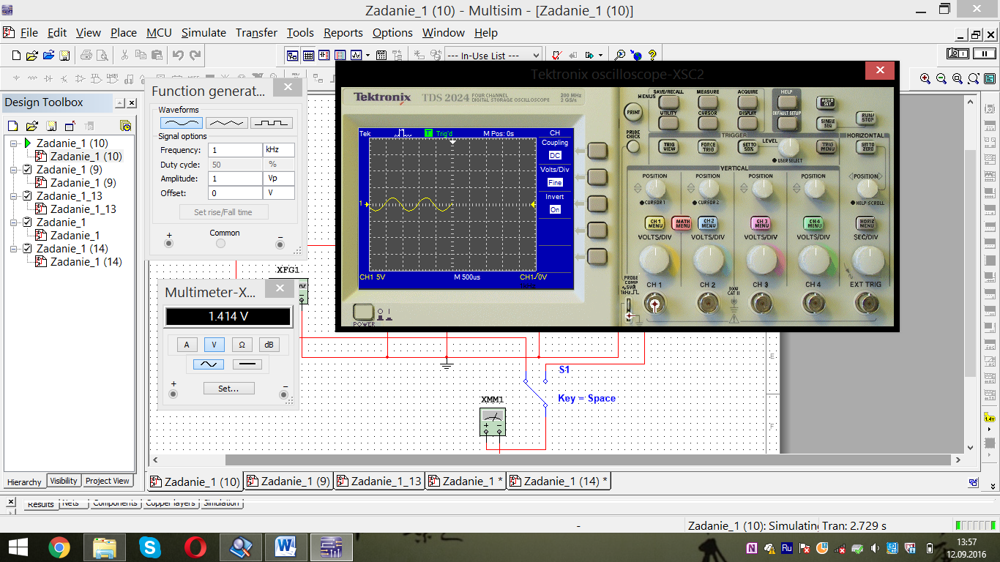 Zadanie_1 (10) - Multisim - [Zadanie_1 (10)]
File Edit View Place MCU Simulate Transfer Tools Reports Options Window Help
--- In-Use List ---
Design Toolbox
Zadanie_1 (10)
Zadanie_1 (10)
Zadanie_1 (9)
Zadanie_1 (9)
Zadanie_1_13
Zadanie_1_13
Zadanie_1
Zadanie_1
Zadanie_1 (14)
Zadanie_1 (14)
Hierarchy Visibility Project View
Function generat...
Waveforms
Signal options
Frequency: 1 kHz
Duty cycle: 50 %
Amplitude: 1 Vp
Offset: 0 V
Set rise/Fall time
+ Common −
XFG1
Multimeter-X...
1.414 V
A V Ω dB
+ Set... −
Tektronix oscilloscope-XSC2
Tektronix TDS 2024 FOUR CHANNEL DIGITAL STORAGE OSCILLOSCOPE 200 MHz 2 GS/s
Tek T Trig'd M Pos: 0s CH
Coupling
DC
Volts/Div
Fine
Invert
On
1
CH1 5V M 500us CH1 / 0V
POWER
MENUS SAVE/RECALL MEASURE ACQUIRE HELP AUTO SET
PRINT
UTILITY CURSOR DISPLAY DEFAULT SETUP SINGLE SEQ RUN/STOP
PROBE CHECK
TRIGGER LEVEL HORIZONTAL
TRIG VIEW FORCE TRIG SET TO 50% USER SELECT TRIG MENU SET TO ZERO
VERTICAL
POSITION POSITION POSITION POSITION POSITION
CURSOR 1 CURSOR 2 HELP SCROLL
CH 1 MENU MATH MENU CH 2 MENU CH 3 MENU CH 4 MENU HORIZ MENU
VOLTS/DIV VOLTS/DIV VOLTS/DIV VOLTS/DIV SEC/DIV
PROBE COMP ~5V 1kHz
CH 1 CH 2 300V CAT II CH 3 CH 4 EXT TRIG
S1
Key = Space
XMM1
E
F
1.4v
Zadanie_1 (10) Zadanie_1 (9) Zadanie_1_13 Zadanie_1 * Zadanie_1 (14) *
Results Nets Components Copper layers Simulation
- Zadanie_1 (10): Simulating Tran: 2.729 s
Ru
13:57
12.09.2016